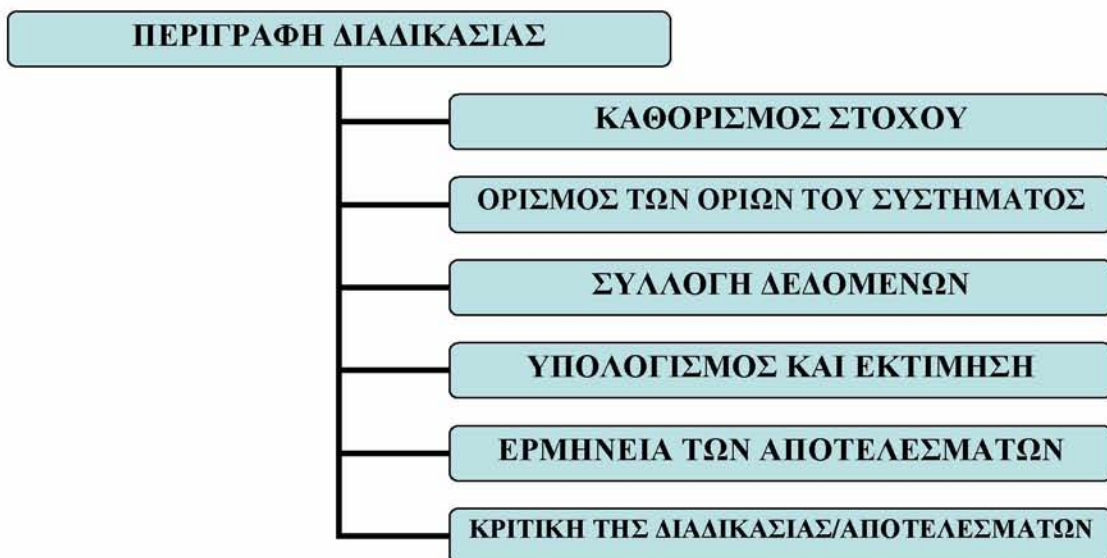 ΠΕΡΙΓΡΑΦΗ ΔΙΑΔΙΚΑΣΙΑΣ
ΚΑΘΟΡΙΣΜΟΣ ΣΤΟΧΟΥ
ΟΡΙΣΜΟΣ ΤΩΝ ΟΡΙΩΝ ΤΟΥ ΣΥΣΤΗΜΑΤΟΣ
ΣΥΛΛΟΓΗ ΔΕΔΟΜΕΝΩΝ
ΥΠΟΛΟΓΙΣΜΟΣ ΚΑΙ ΕΚΤΙΜΗΣΗ
ΕΡΜΗΝΕΙΑ ΤΩΝ ΑΠΟΤΕΛΕΣΜΑΤΩΝ
ΚΡΙΤΙΚΗ ΤΗΣ ΔΙΑΔΙΚΑΣΙΑΣ/ΑΠΟΤΕΛΕΣΜΑΤΩΝ